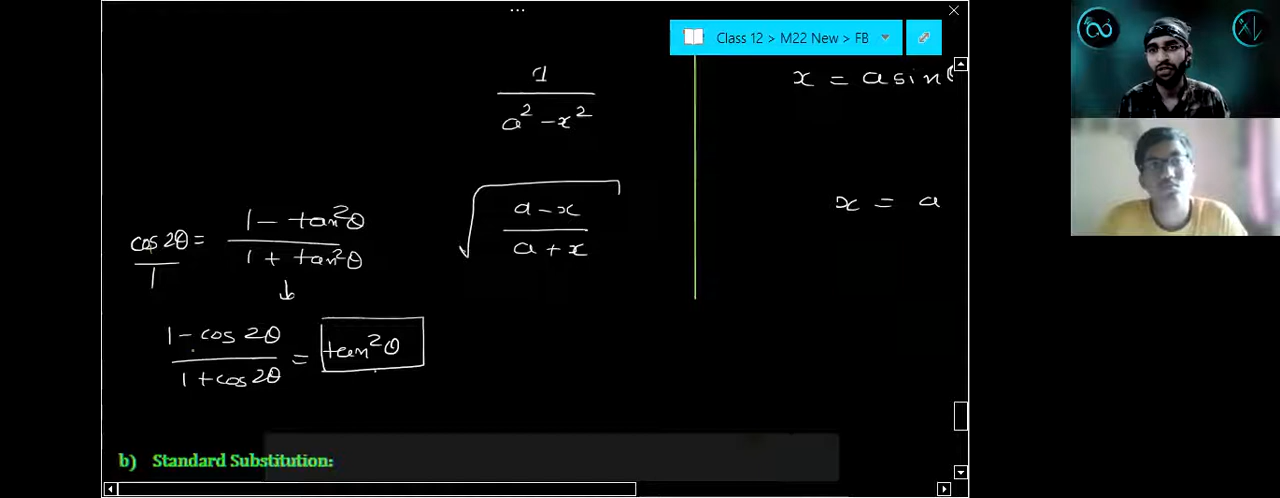 Class 12 > M22 New > FB
1 / (a² - x²)
x = a sin
√((a - x) / (a + x))
x = a
cos 2θ / 1 = (1 - tan²θ) / (1 + tan²θ)
↓
(1 - cos 2θ) / (1 + cos 2θ) = tan²θ
b) Standard Substitution: